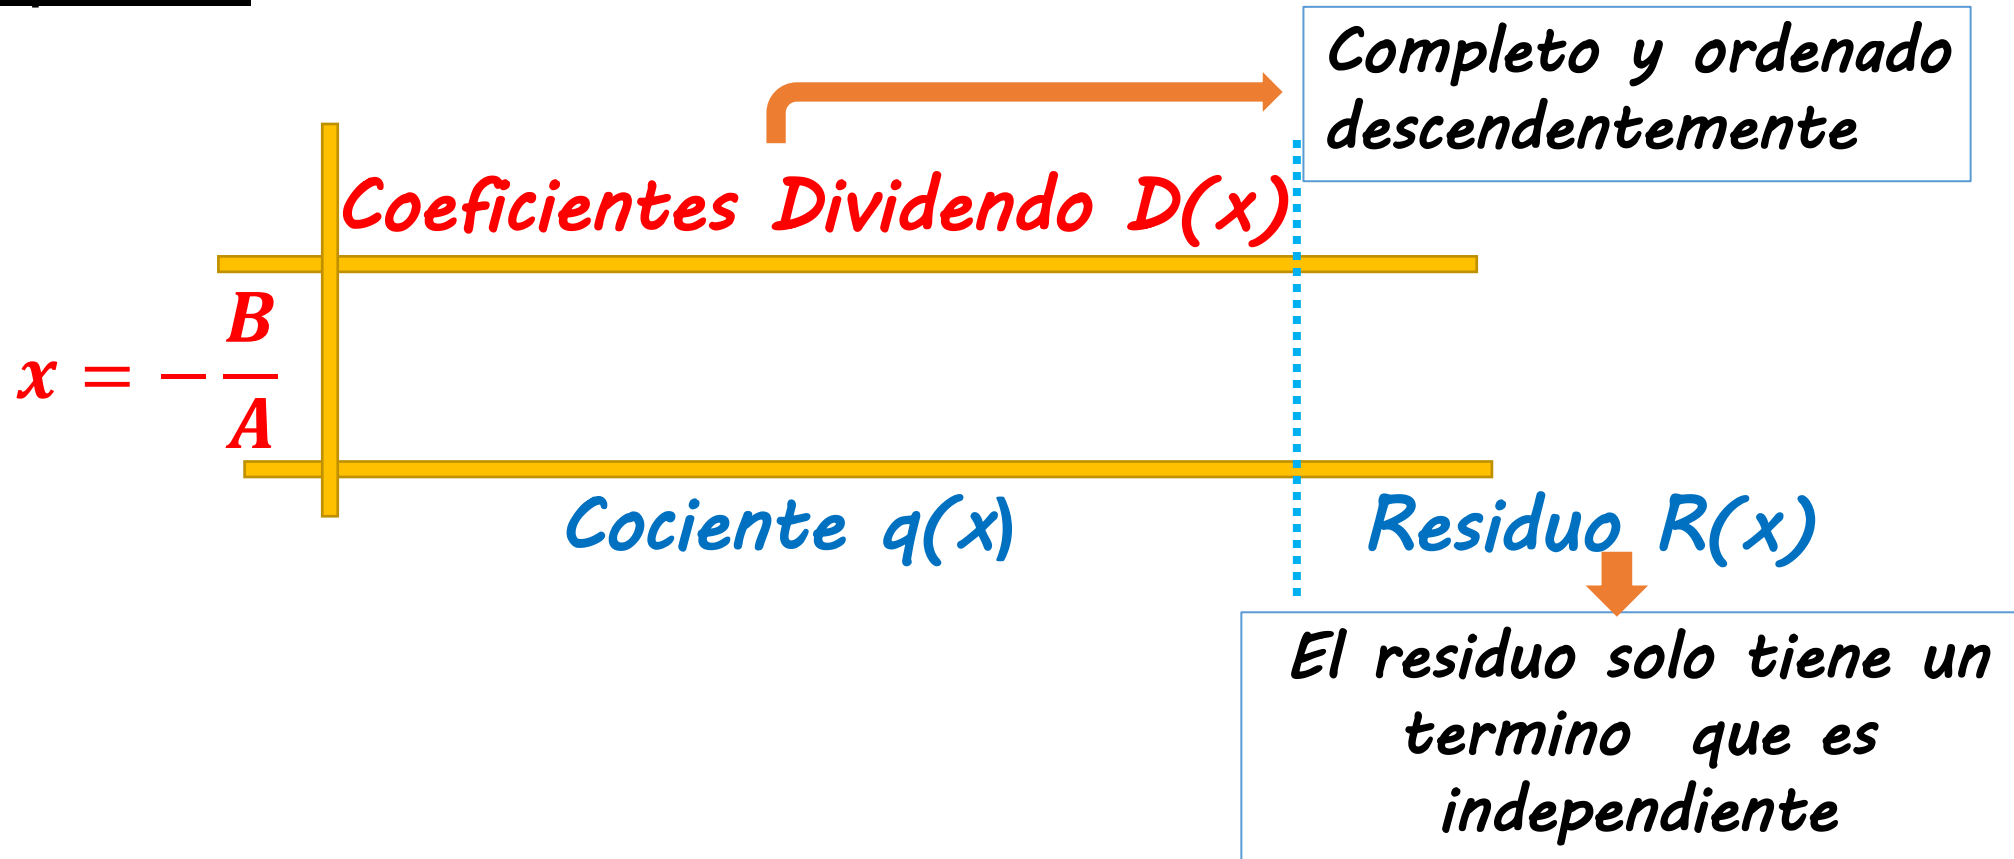 Completo y ordenado
descendentemente
Coeficientes Dividendo D(x)
x = − B/A
Cociente q(x)
Residuo R(x)
El residuo solo tiene un
termino que es
independiente